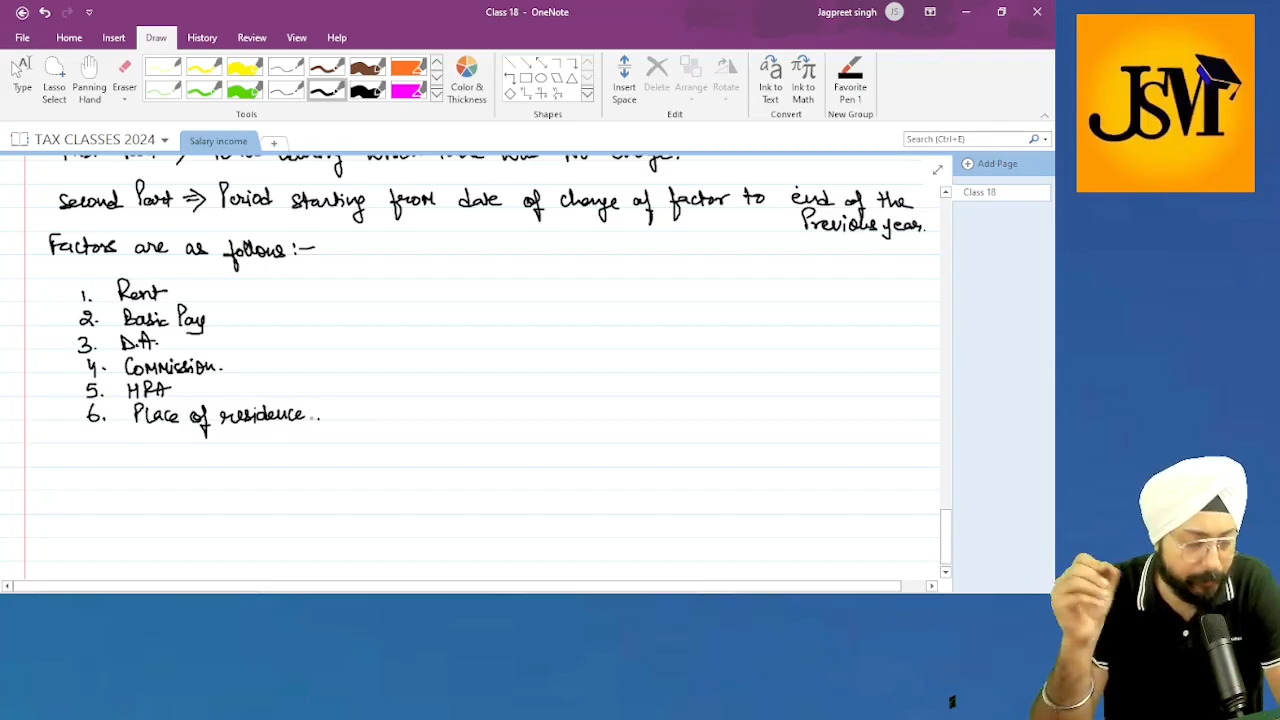 Class 18 - OneNote
Jagpreet singh
JS
File Home Insert Draw History Review View Help
Type
Lasso Select
Panning Hand
Eraser
Color & Thickness
Insert Space
Delete
Arrange
Rotate
Ink to Text
Ink to Math
Favorite Pen 1
Tools
Shapes
Edit
Convert
New Group
TAX CLASSES 2024
Salary income
Search (Ctrl+E)
Add Page
Class 18
second Part => Period starting from date of change of factor to end of the
Previous year.
Factors are as follows:-
1. Rent
2. Basic Pay
3. D.A.
4. Commission.
5. HRA
6. Place of residence..
JSM